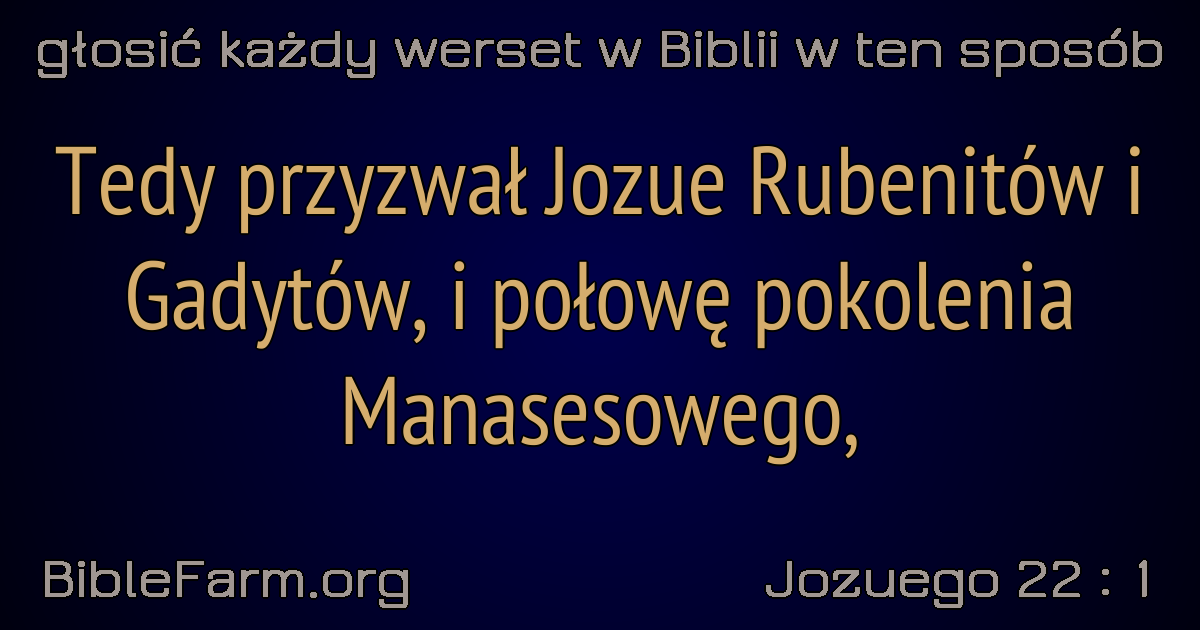 głosić każdy werset w Biblii w ten sposób
Tedy przyzwał Jozue Rubenitów i
Gadytów, i połowę pokolenia
Manasesowego,
BibleFarm.org
Jozuego 22 : 1